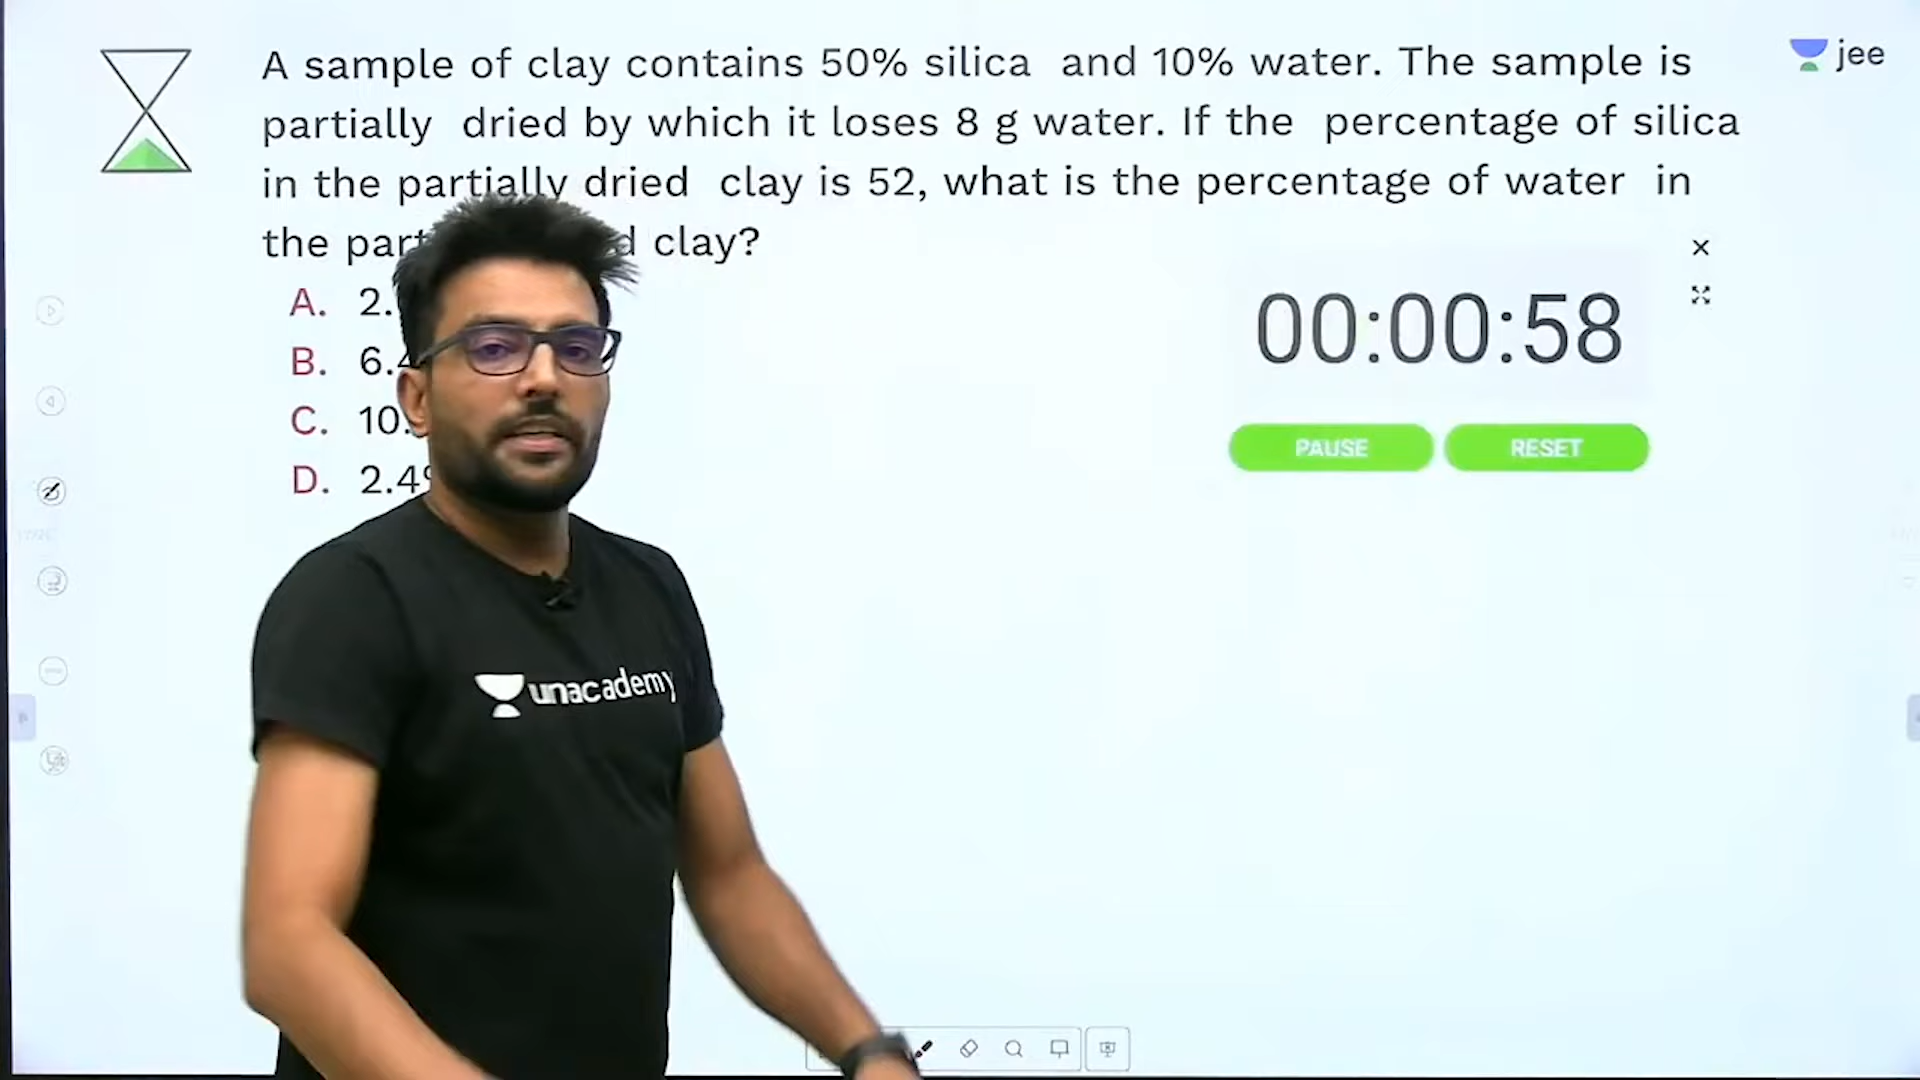 A sample of clay contains 50% silica and 10% water. The sample is
partially dried by which it loses 8 g water. If the percentage of silica
in the partially dried clay is 52, what is the percentage of water in
the clay?
jee
A. 2.
B. 6.
C. 10.
D. 2.4
00:00:58
PAUSE RESET
unacademy